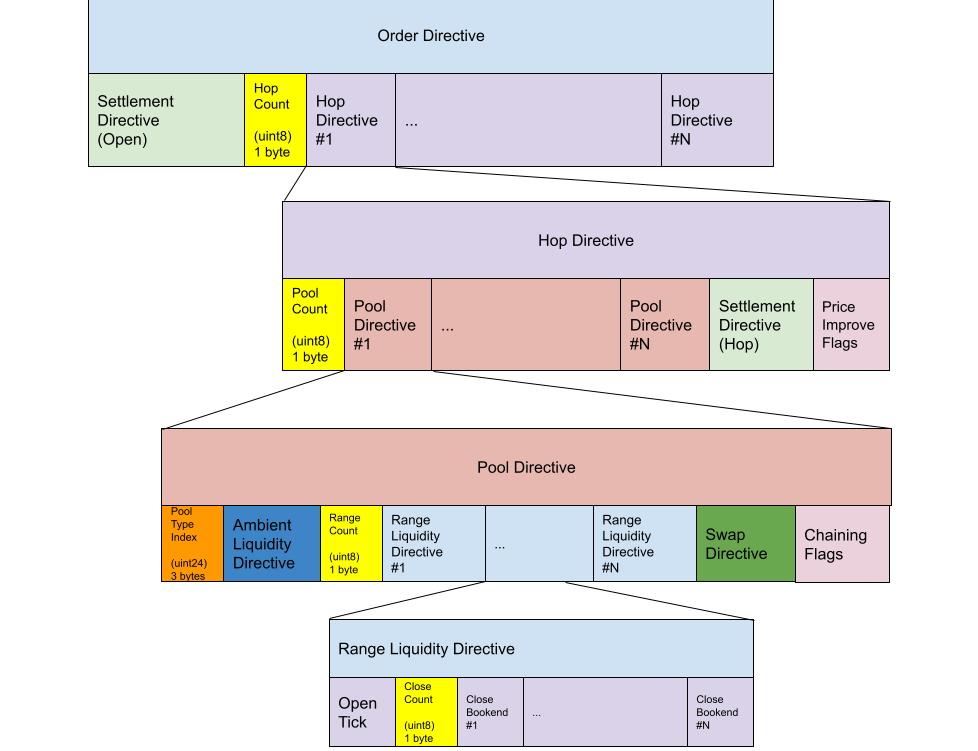 Order Directive
Settlement
Directive
(Open)
Hop
Count
(uint8)
1 byte
Hop
Directive
#1
...
Hop
Directive
#N
Hop Directive
Pool
Count
(uint8)
1 byte
Pool
Directive
#1
...
Pool
Directive
#N
Settlement
Directive
(Hop)
Price
Improve
Flags
Pool Directive
Pool
Type
Index
(uint24)
3 bytes
Ambient
Liquidity
Directive
Range
Count
(uint8)
1 byte
Range
Liquidity
Directive
#1
...
Range
Liquidity
Directive
#N
Swap
Directive
Chaining
Flags
Range Liquidity Directive
Open
Tick
Close
Count
(uint8)
1 byte
Close
Bookend
#1
...
Close
Bookend
#N